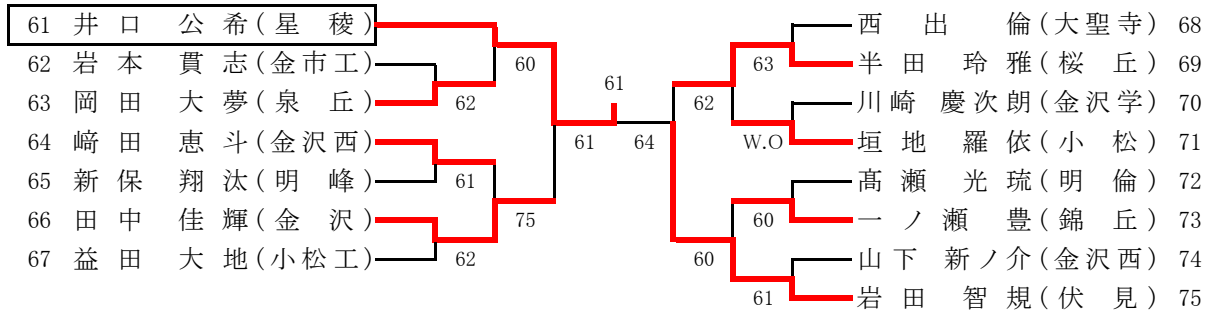 61 井口 公希(星 稜)
62 岩本 貫志(金市工)
63 岡田 大夢(泉 丘)
64 﨑田 恵斗(金沢西)
65 新保 翔汰(明 峰)
66 田中 佳輝(金 沢)
67 益田 大地(小松工)
60
62
61
62
75
61
61
64
62
60
63
W.O
60
61
西出 倫(大聖寺) 68
半田 玲雅(桜 丘) 69
川崎 慶次朗(金沢学) 70
垣地 羅依(小 松) 71
髙瀬 光琉(明 倫) 72
一ノ瀬 豊(錦 丘) 73
山下 新ノ介(金沢西) 74
岩田 智規(伏 見) 75